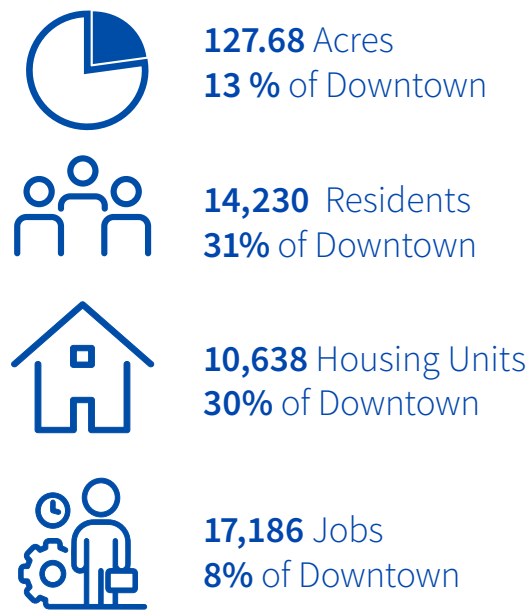 127.68 Acres
13 % of Downtown
14,230 Residents
31% of Downtown
10,638 Housing Units
30% of Downtown
17,186 Jobs
8% of Downtown